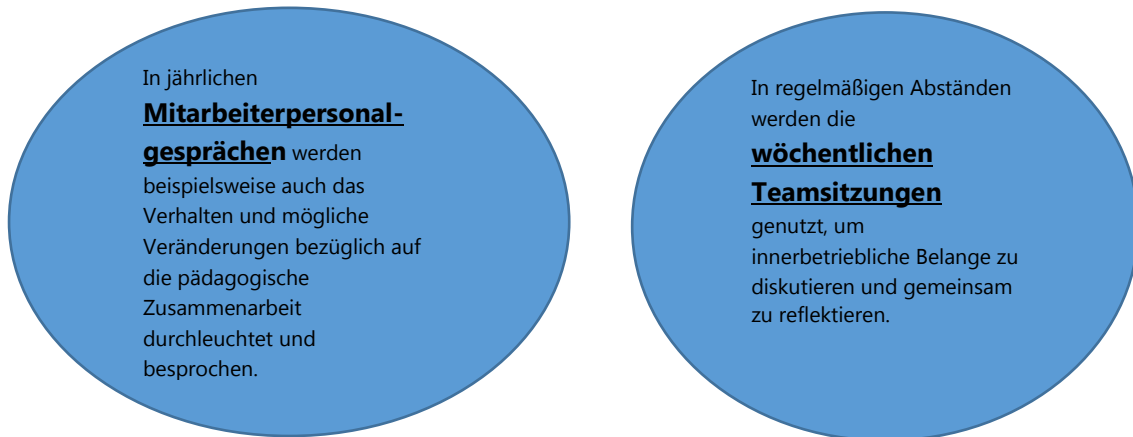 In jährlichen
Mitarbeiterpersonal-
gesprächen werden
beispielsweise auch das
Verhalten und mögliche
Veränderungen bezüglich auf
die pädagogische
Zusammenarbeit
durchleuchtet und
besprochen.
In regelmäßigen Abständen
werden die
wöchentlichen
Teamsitzungen
genutzt, um
innerbetriebliche Belange zu
diskutieren und gemeinsam
zu reflektieren.